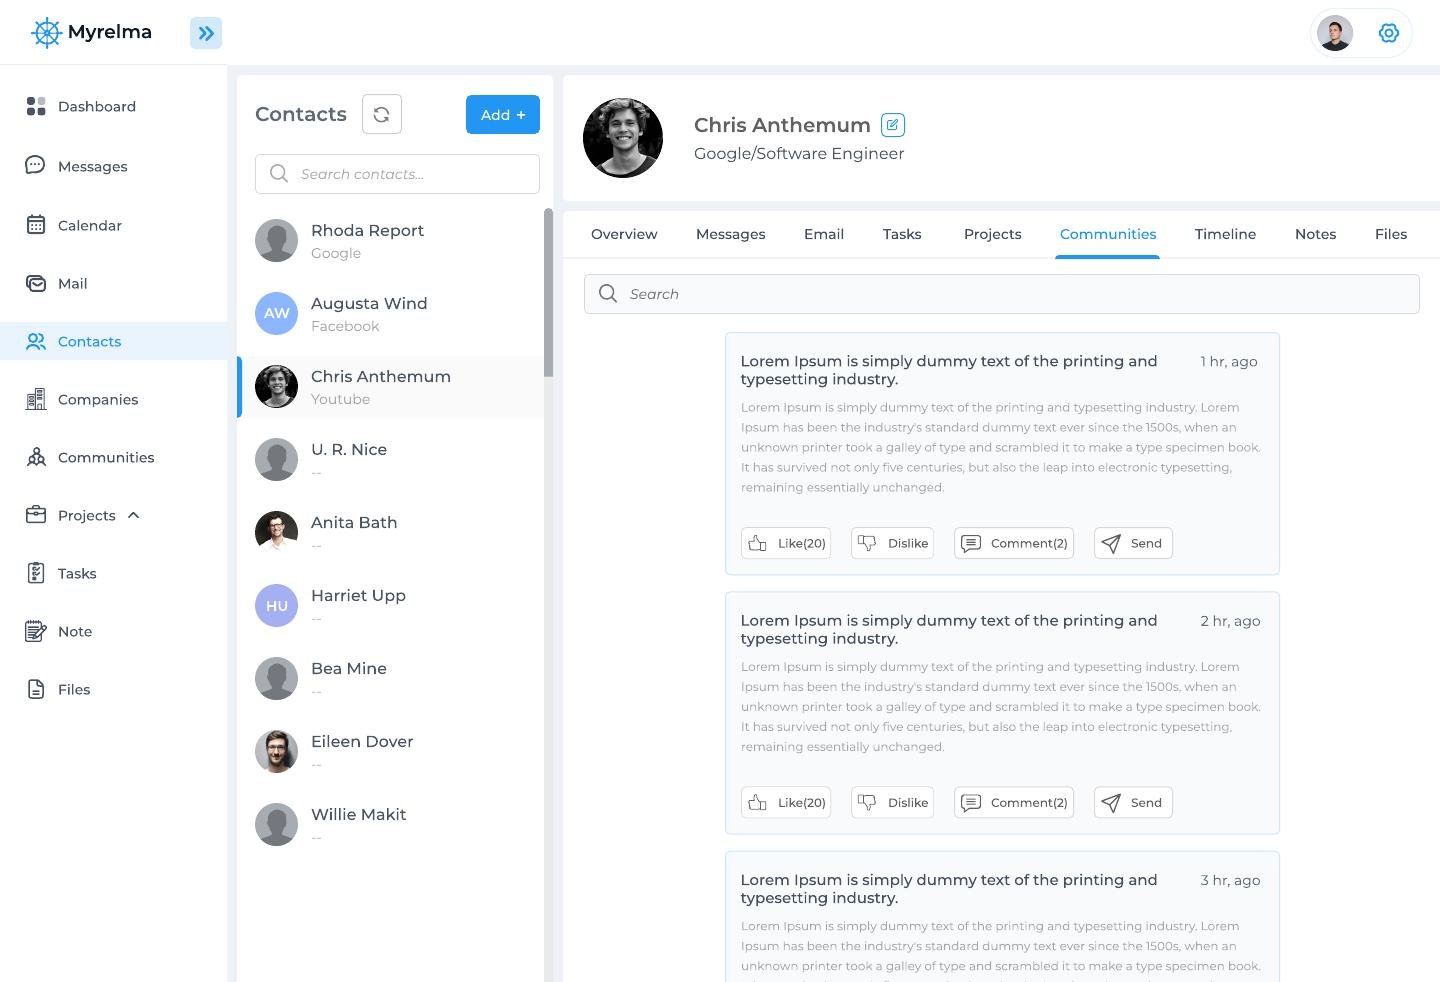 Myrelma
Dashboard
Messages
Calendar
Mail
Contacts
Companies
Communities
Projects
Tasks
Note
Files
Contacts
Add +
Search contacts...
Rhoda Report
Google
AW
Augusta Wind
Facebook
Chris Anthemum
Youtube
U. R. Nice
--
Anita Bath
--
HU
Harriet Upp
--
Bea Mine
--
Eileen Dover
--
Willie Makit
--
Chris Anthemum
Google/Software Engineer
Overview Messages Email Tasks Projects Communities Timeline Notes Files
Search
Lorem Ipsum is simply dummy text of the printing and 1 hr, ago
typesetting industry.
Lorem Ipsum is simply dummy text of the printing and typesetting industry. Lorem
Ipsum has been the industry's standard dummy text ever since the 1500s, when an
unknown printer took a galley of type and scrambled it to make a type specimen book.
It has survived not only five centuries, but also the leap into electronic typesetting,
remaining essentially unchanged.
Like(20) Dislike Comment(2) Send
Lorem Ipsum is simply dummy text of the printing and 2 hr, ago
typesetting industry.
Lorem Ipsum is simply dummy text of the printing and typesetting industry. Lorem
Ipsum has been the industry's standard dummy text ever since the 1500s, when an
unknown printer took a galley of type and scrambled it to make a type specimen book.
It has survived not only five centuries, but also the leap into electronic typesetting,
remaining essentially unchanged.
Like(20) Dislike Comment(2) Send
Lorem Ipsum is simply dummy text of the printing and 3 hr, ago
typesetting industry.
Lorem Ipsum is simply dummy text of the printing and typesetting industry. Lorem
Ipsum has been the industry's standard dummy text ever since the 1500s, when an
unknown printer took a galley of type and scrambled it to make a type specimen book.